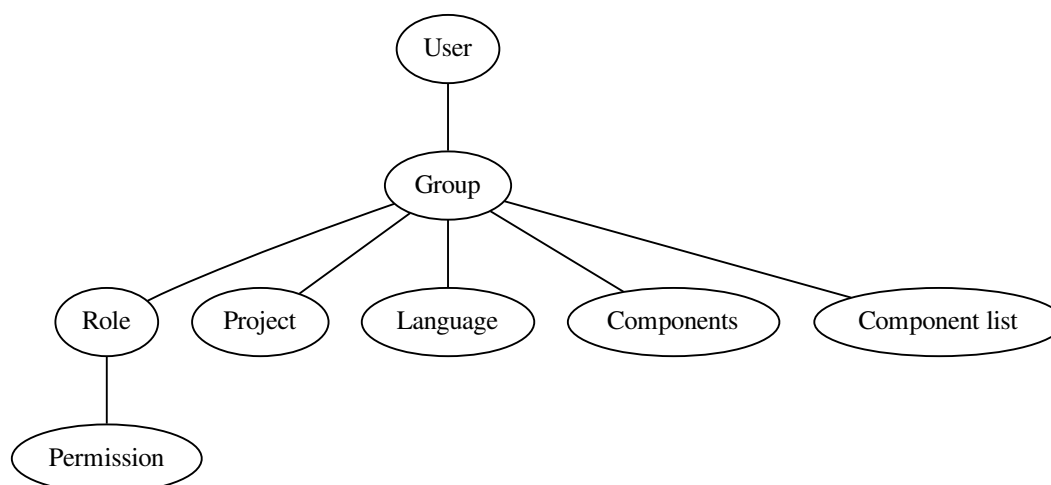 User
Group
Role
Project
Language
Components
Component list
Permission